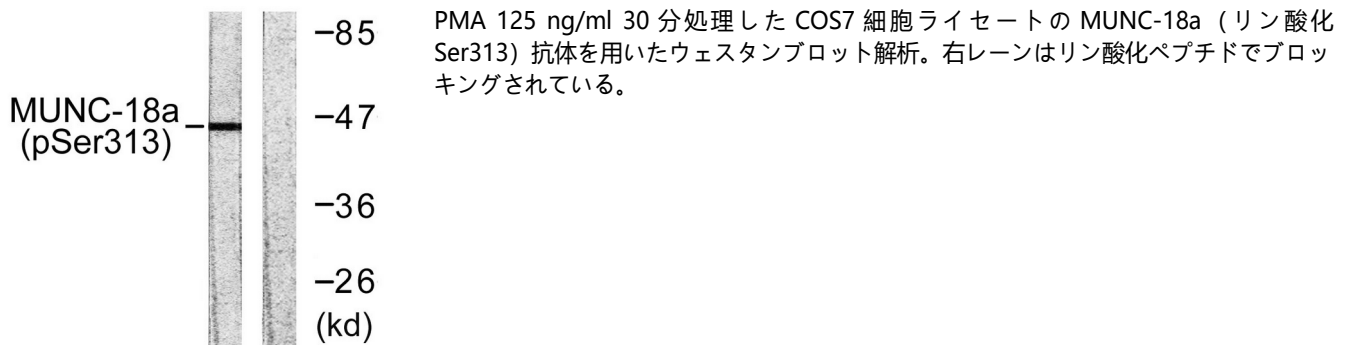 MUNC-18a
(pSer313)
−85
−47
−36
−26
(kd)
PMA 125 ng/ml 30 分処理した COS7 細胞ライセートの MUNC-18a（リン酸化
Ser313）抗体を用いたウェスタンブロット解析。右レーンはリン酸化ペプチドでブロッ
キングされている。